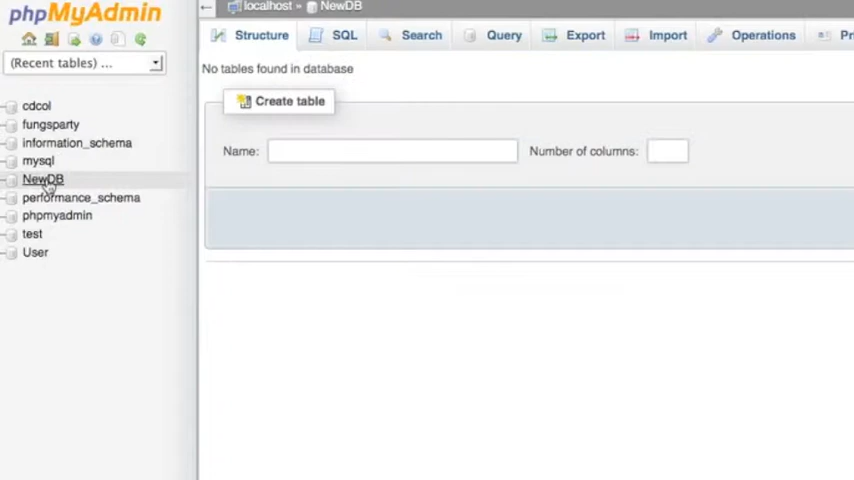 phpMyAdmin
localhost » NewDB
(Recent tables) ...
Structure SQL Search Query Export Import Operations
No tables found in database
Create table
Name: Number of columns:
cdcol
fungsparty
information_schema
mysql
NewDB
performance_schema
phpmyadmin
test
User